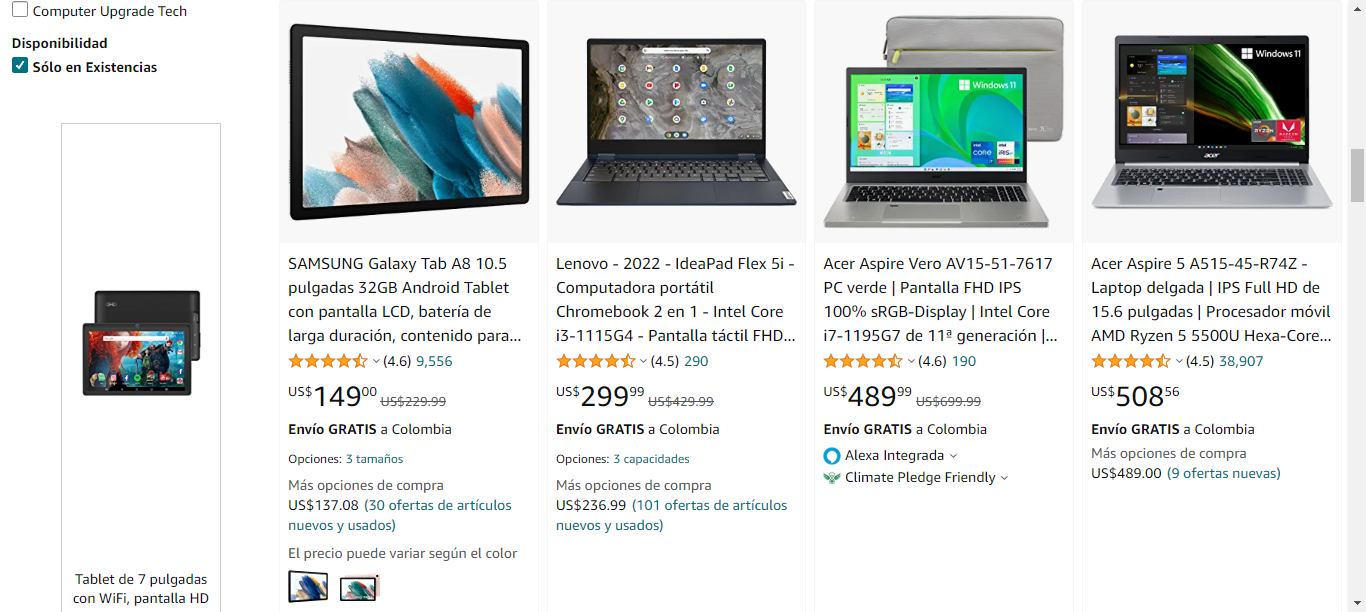 Computer Upgrade Tech
Disponibilidad
Sólo en Existencias
Tablet de 7 pulgadas
con WiFi, pantalla HD
SAMSUNG Galaxy Tab A8 10.5
pulgadas 32GB Android Tablet
con pantalla LCD, batería de
larga duración, contenido para...
(4.6) 9,556
US$14900 US$229.99
Envío GRATIS a Colombia
Opciones: 3 tamaños
Más opciones de compra
US$137.08 (30 ofertas de artículos
nuevos y usados)
El precio puede variar según el color
Lenovo - 2022 - IdeaPad Flex 5i -
Computadora portátil
Chromebook 2 en 1 - Intel Core
i3-1115G4 - Pantalla táctil FHD...
(4.5) 290
US$29999 US$429.99
Envío GRATIS a Colombia
Opciones: 3 capacidades
Más opciones de compra
US$236.99 (101 ofertas de artículos
nuevos y usados)
Windows 11
Acer Aspire Vero AV15-51-7617
PC verde | Pantalla FHD IPS
100% sRGB-Display | Intel Core
i7-1195G7 de 11ª generación |...
(4.6) 190
US$48999 US$699.99
Envío GRATIS a Colombia
Alexa Integrada
Climate Pledge Friendly
Windows 11
RYZEN
acer
Acer Aspire 5 A515-45-R74Z -
Laptop delgada | IPS Full HD de
15.6 pulgadas | Procesador móvil
AMD Ryzen 5 5500U Hexa-Core...
(4.5) 38,907
US$50856
Envío GRATIS a Colombia
Más opciones de compra
US$489.00 (9 ofertas nuevas)